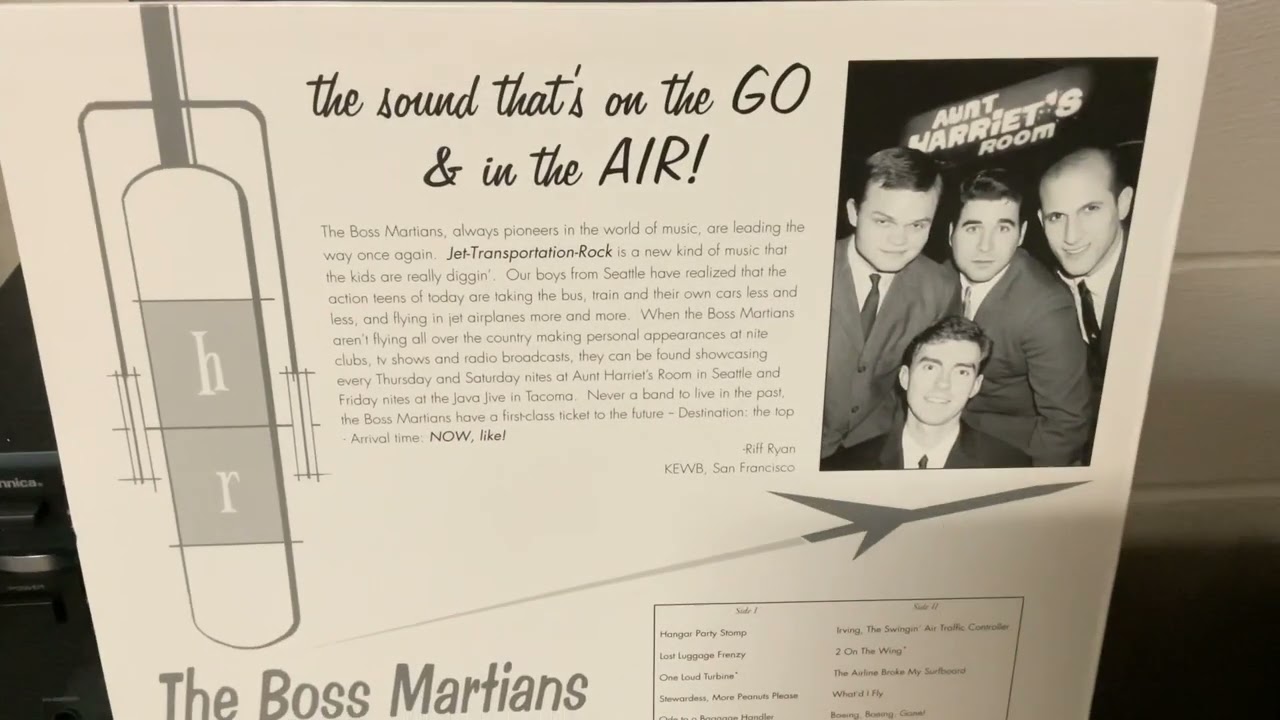 the sound that's on the GO
& in the AIR!
The Boss Martians, always pioneers in the world of music, are leading the
way once again. Jet-Transportation-Rock is a new kind of music that
the kids are really diggin'. Our boys from Seattle have realized that the
action teens of today are taking the bus, train and their own cars less and
less, and flying in jet airplanes more and more. When the Boss Martians
aren't flying all over the country making personal appearances at nite
clubs, tv shows and radio broadcasts, they can be found showcasing
every Thursday and Saturday nites at Aunt Harriet's Room in Seattle and
Friday nites at the Java Jive in Tacoma. Never a band to live in the past,
the Boss Martians have a first-class ticket to the future – Destination: the top
- Arrival time: NOW, like!
-Riff Ryan
KEWB, San Francisco
AUNT
HARRIET'S
ROOM
h
r
nnica
POWER
Side I
Hangar Party Stomp
Lost Luggage Frenzy
One Loud Turbine*
Stewardess, More Peanuts Please
Ode to a Baggage Handler
Side II
Irving, The Swingin' Air Traffic Controller
2 On The Wing*
The Airline Broke My Surfboard
What'd I Fly
Boeing, Boeing, Gone!
The Boss Martians